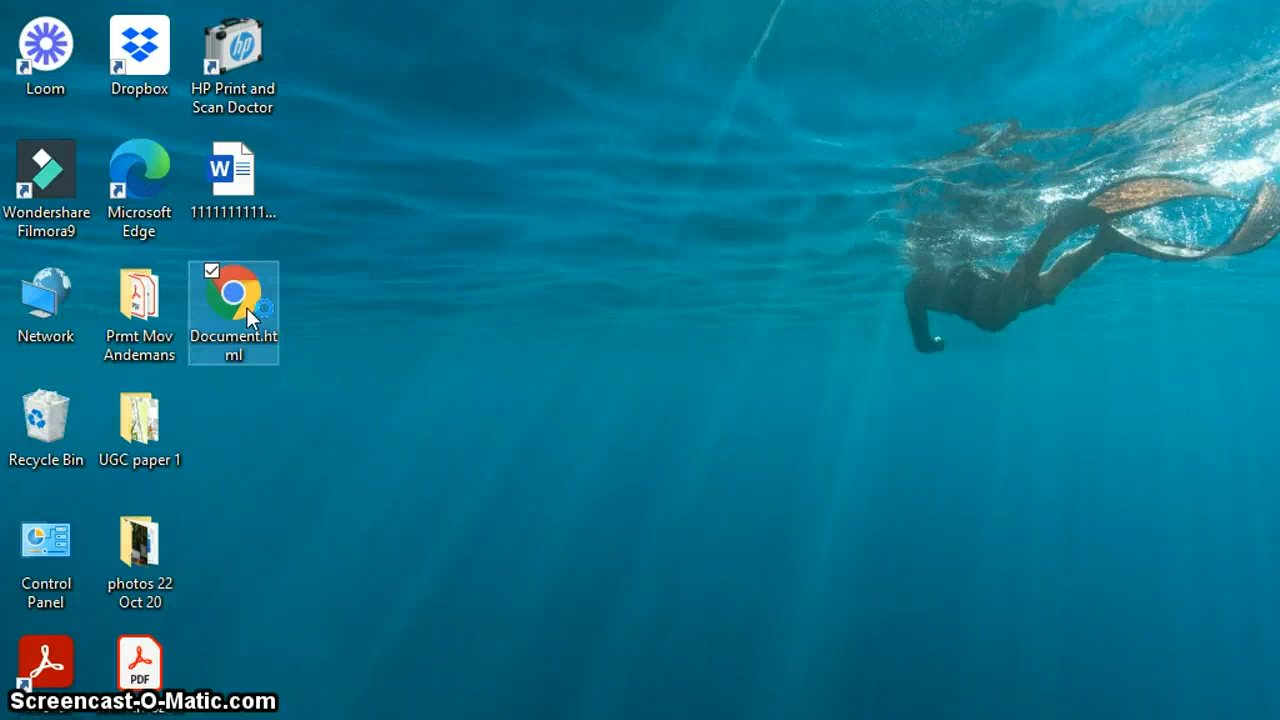 Loom
Dropbox
HP Print and
Scan Doctor
Wondershare
Filmora9
Microsoft
Edge
W
1111111111...
Network
PDF
Prmt Mov
Andemans
Document.ht
ml
Recycle Bin
UGC paper 1
Control
Panel
photos 22
Oct 20
PDF
Screencast-O-Matic.com